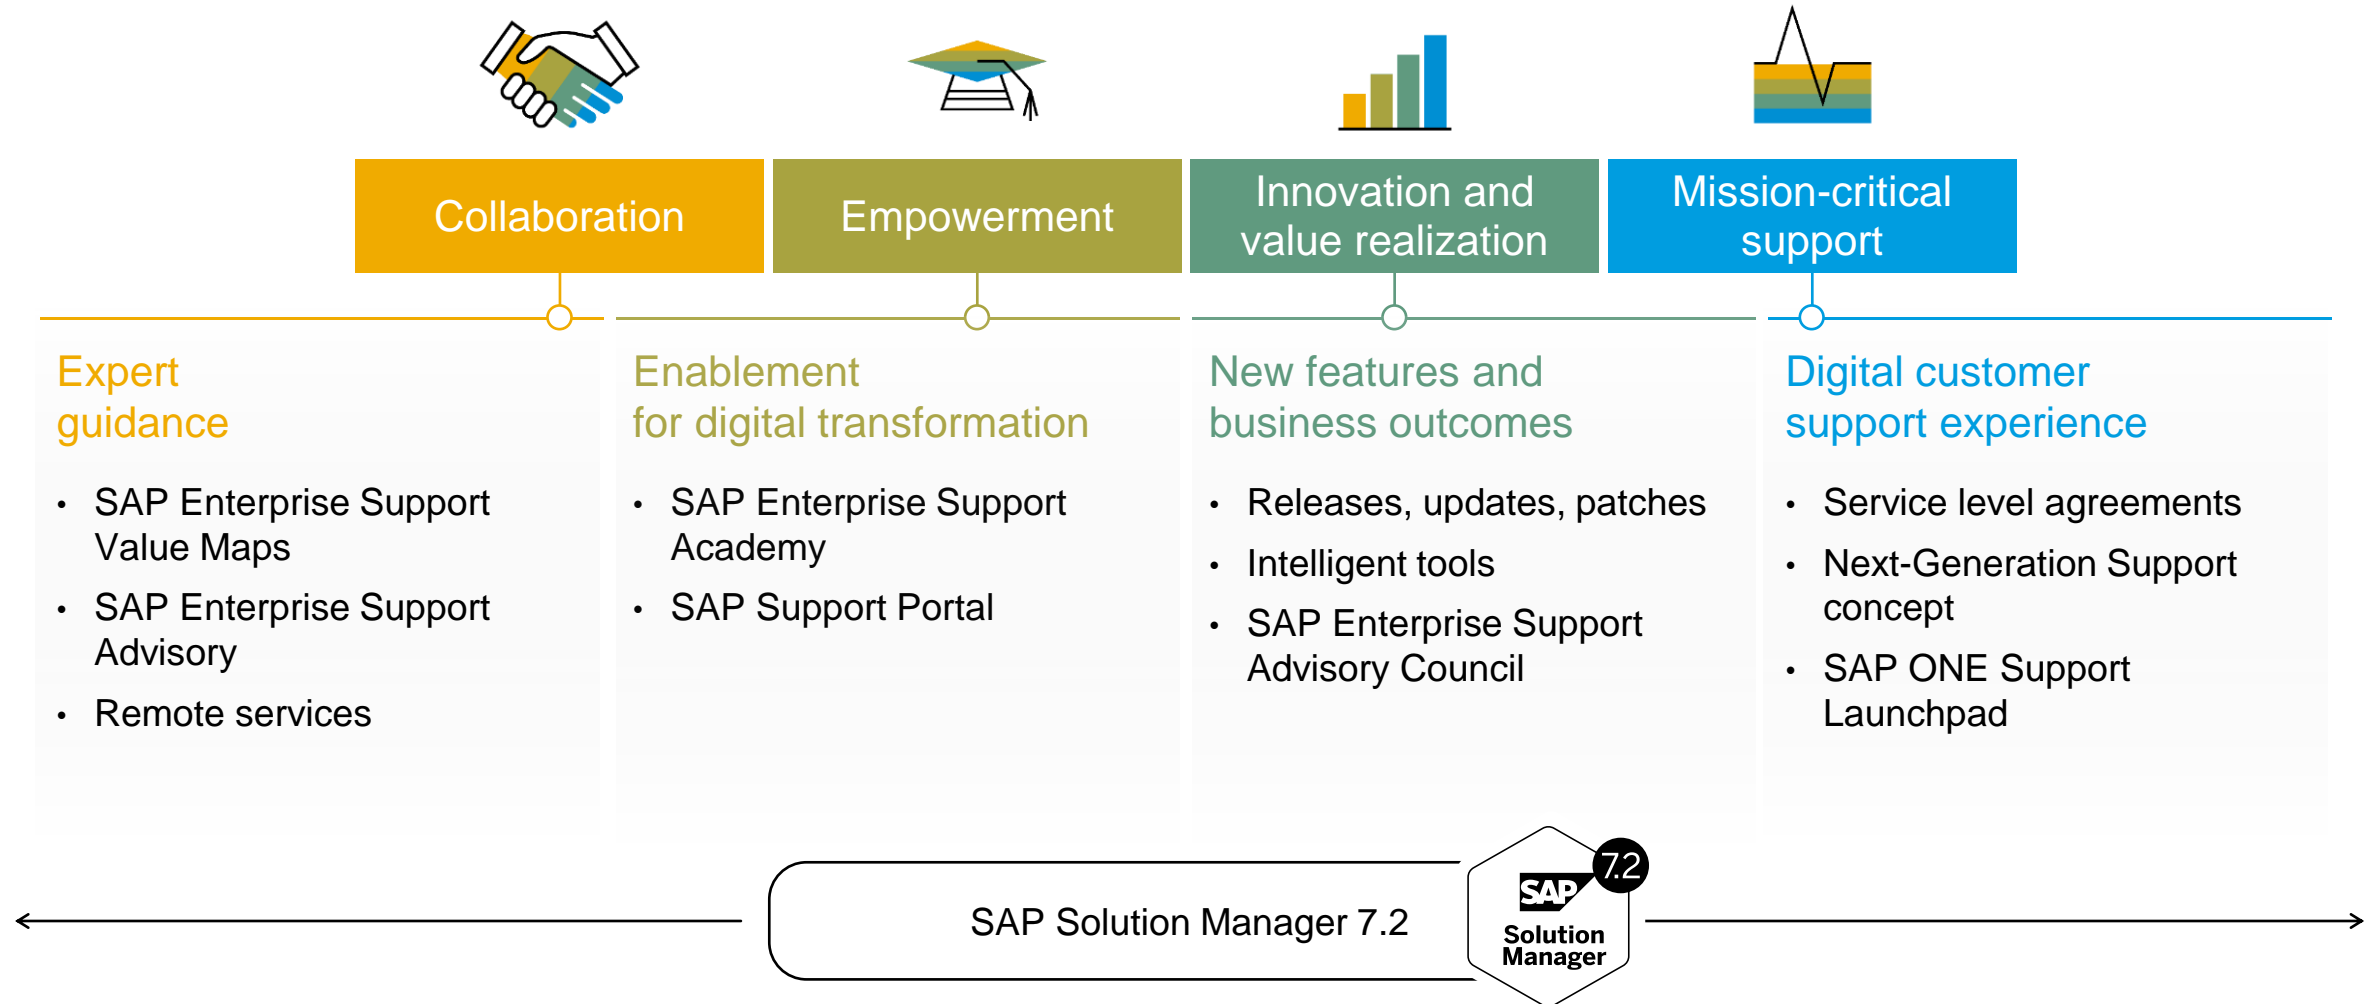 Collaboration
Empowerment
Innovation and
value realization
Mission-critical
support
Expert
guidance
• SAP Enterprise Support
Value Maps
• SAP Enterprise Support
Advisory
• Remote services
Enablement
for digital transformation
• SAP Enterprise Support
Academy
• SAP Support Portal
New features and
business outcomes
• Releases, updates, patches
• Intelligent tools
• SAP Enterprise Support
Advisory Council
Digital customer
support experience
• Service level agreements
• Next-Generation Support
concept
• SAP ONE Support
Launchpad
SAP Solution Manager 7.2
7.2
SAP
Solution
Manager